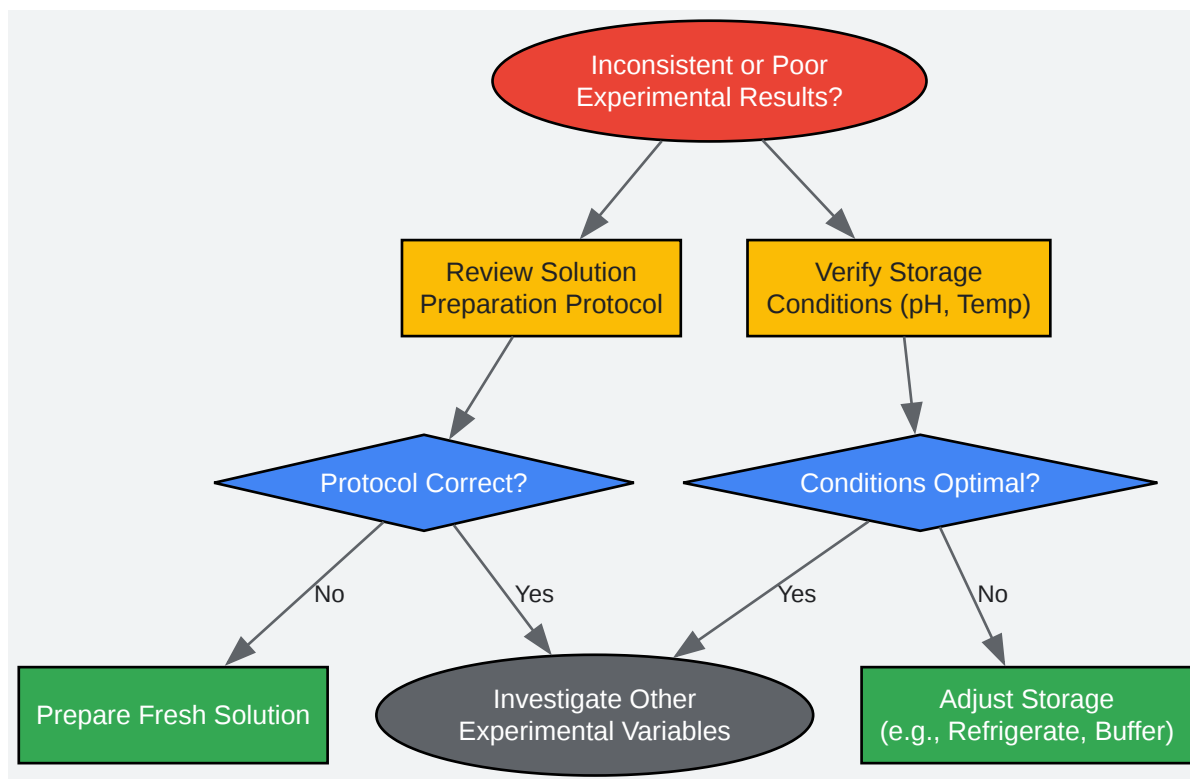 Inconsistent or Poor
Experimental Results?
Review Solution
Preparation Protocol
Verify Storage
Conditions (pH, Temp)
Protocol Correct?
Conditions Optimal?
No
Yes
Yes
No
Prepare Fresh Solution
Investigate Other
Experimental Variables
Adjust Storage
(e.g., Refrigerate, Buffer)